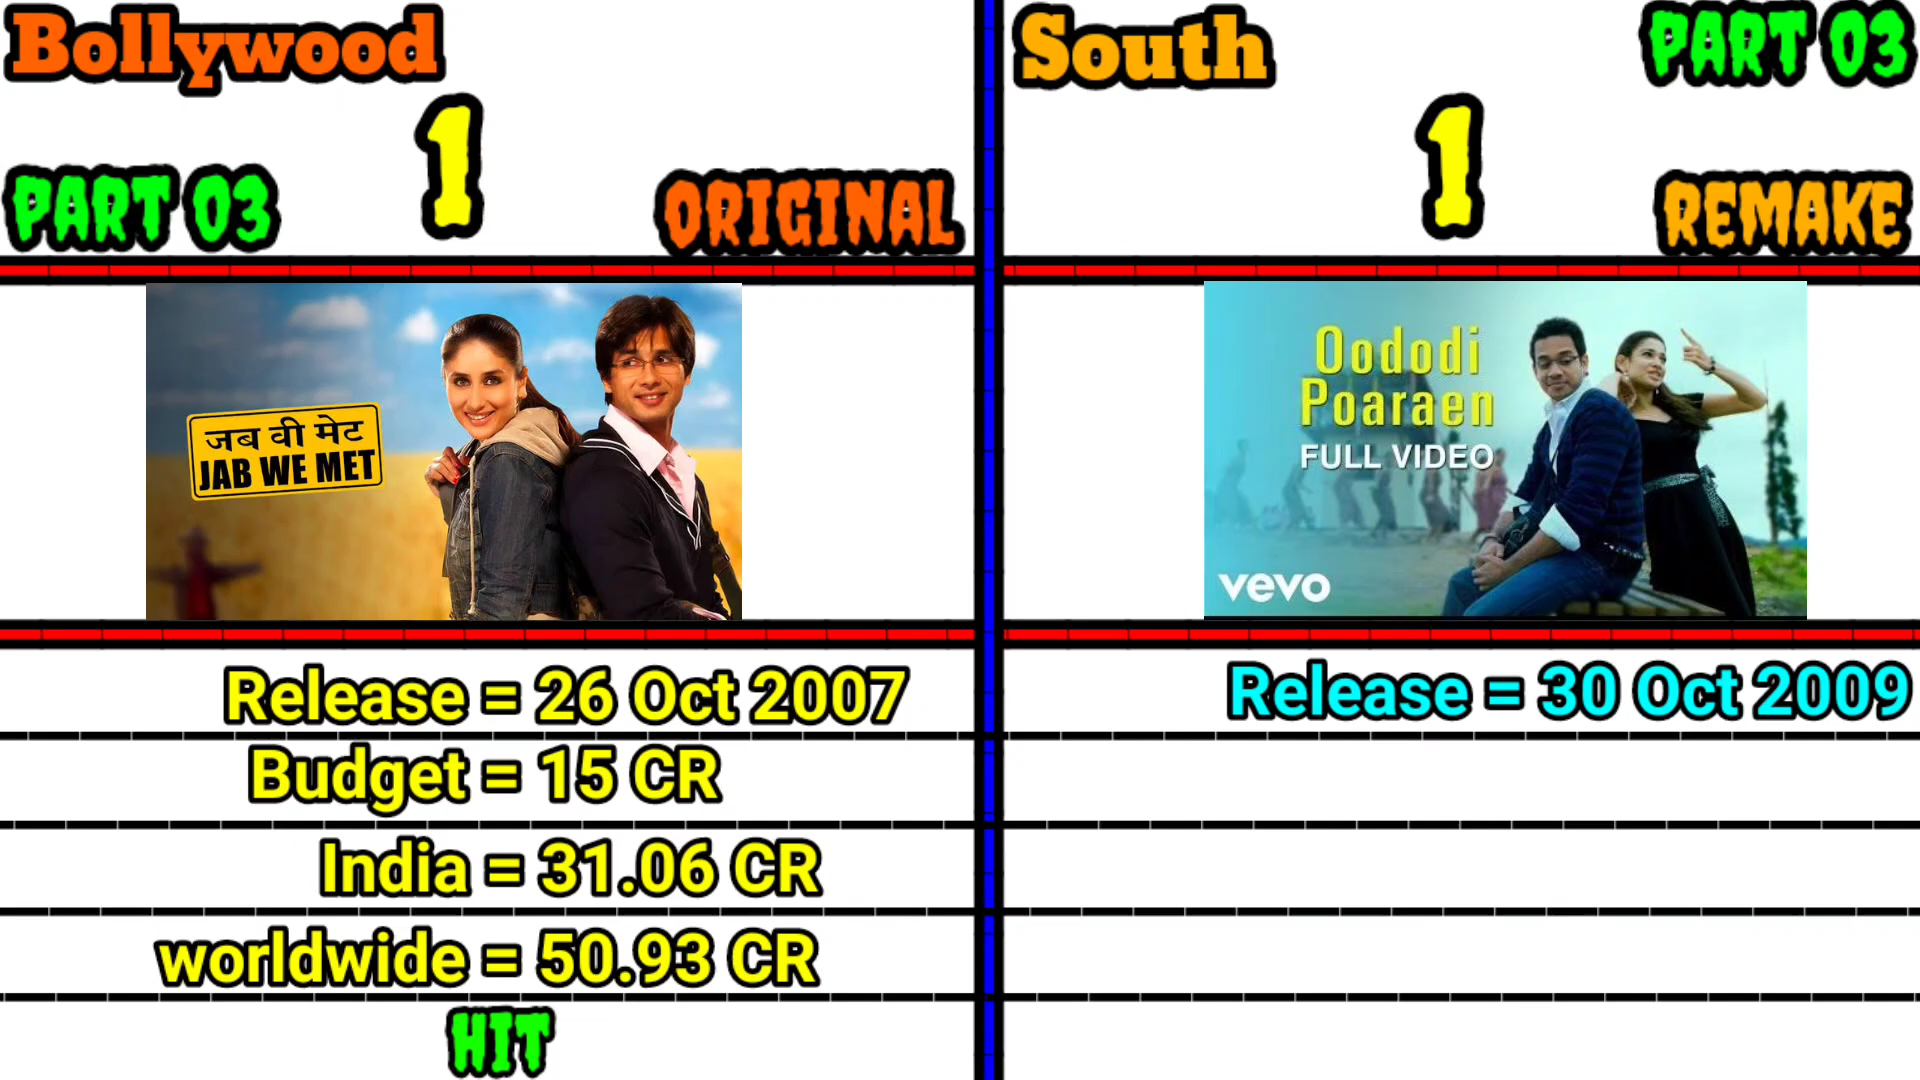 Bollywood
1
PART 03
ORIGINAL
जब वी मेट
JAB WE MET
Release = 26 Oct 2007
Budget = 15 CR
India = 31.06 CR
worldwide = 50.93 CR
HIT
South
PART 03
1
REMAKE
Oododi
Poaraen
FULL VIDEO
vevo
Release = 30 Oct 2009